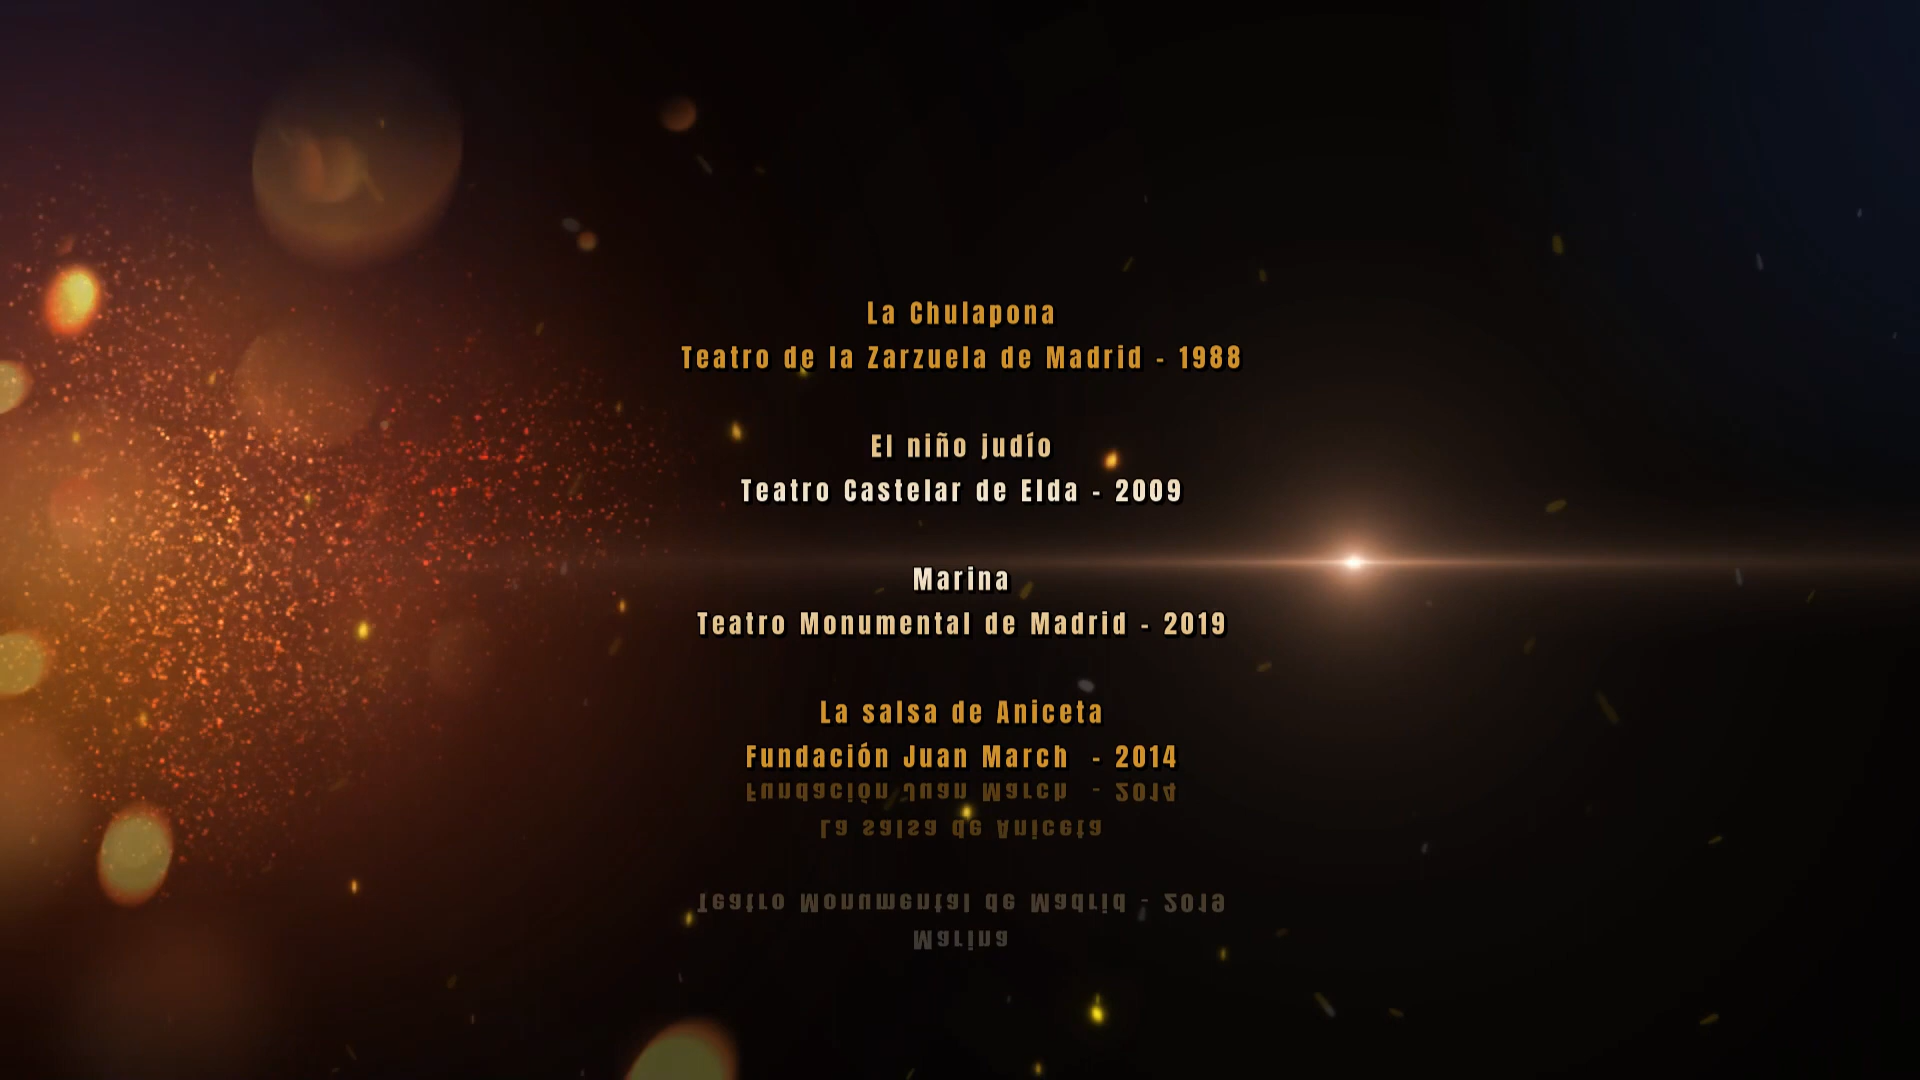 La Chulapona
Teatro de la Zarzuela de Madrid - 1988
El niño judío
Teatro Castelar de Elda - 2009
Marina
Teatro Monumental de Madrid - 2019
La salsa de Aniceta
Fundación Juan March - 2014